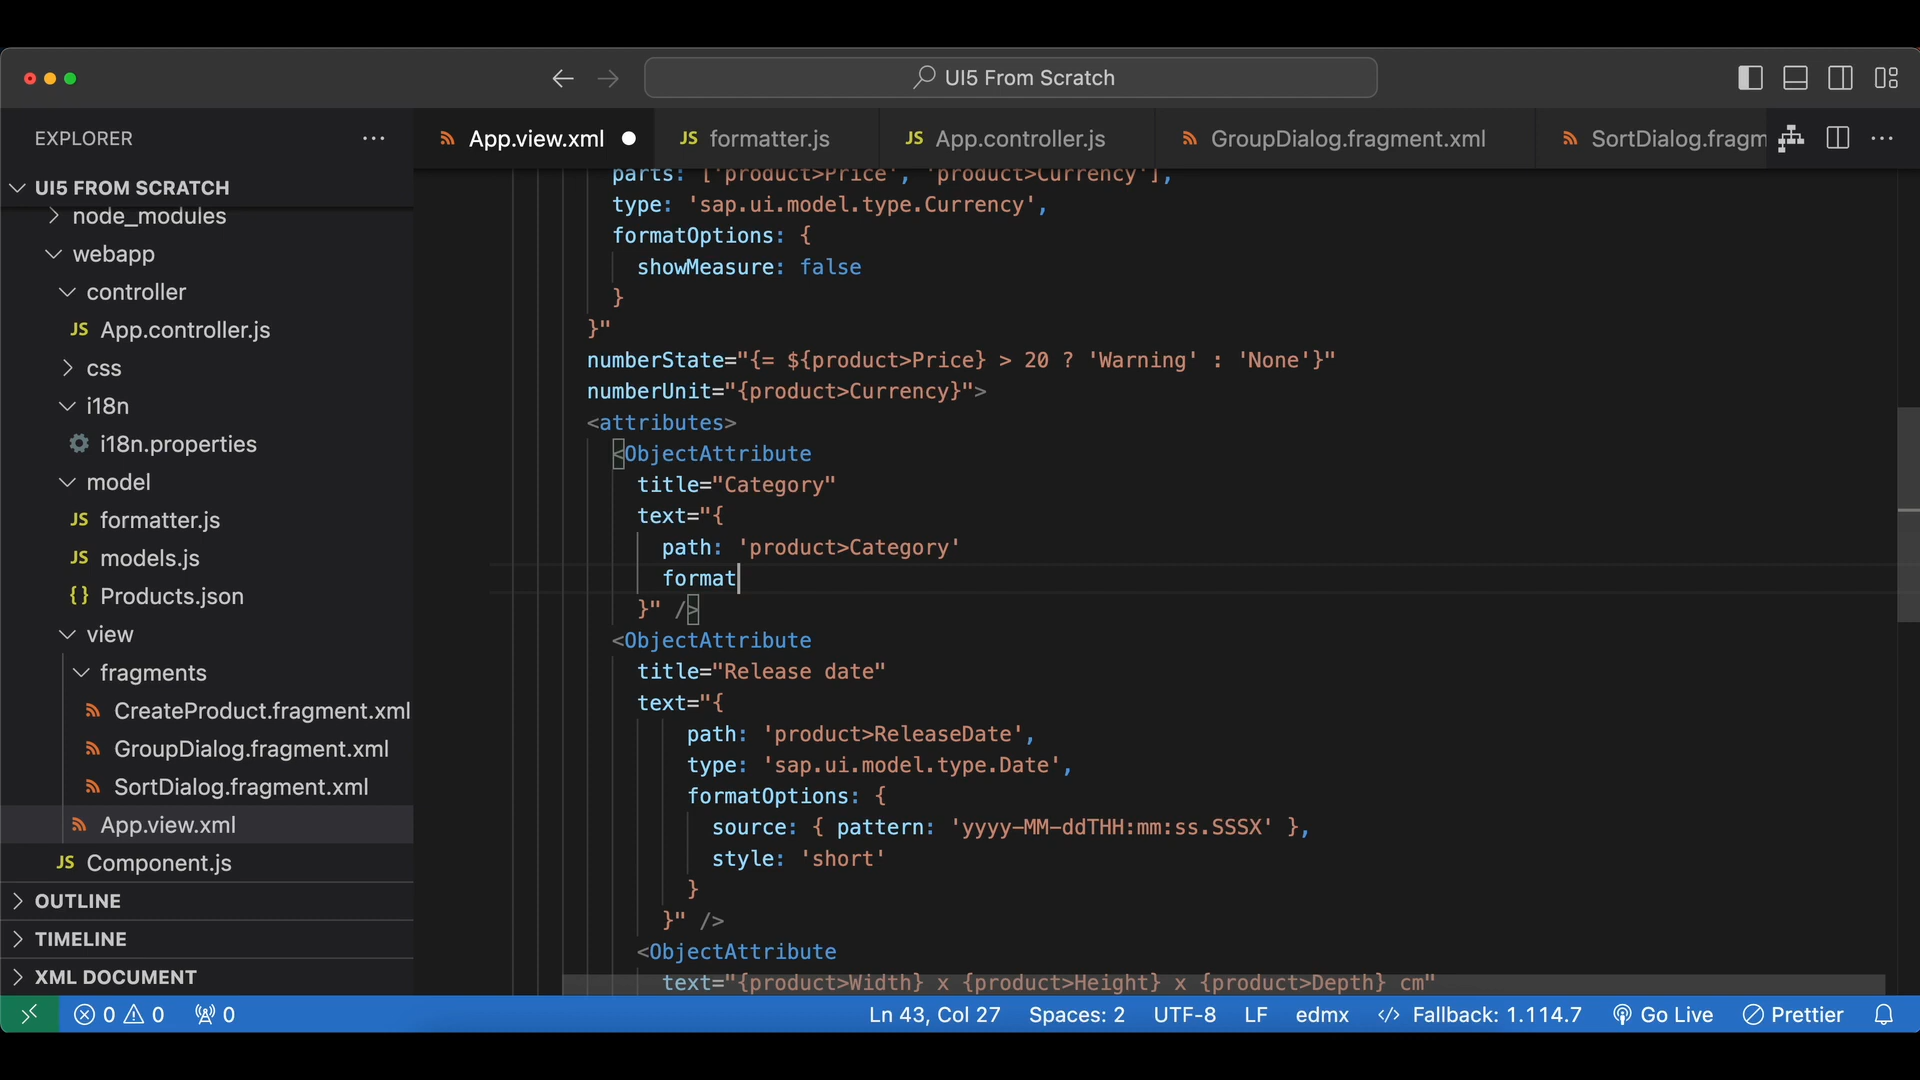 UI5 From Scratch
EXPLORER
App.view.xml
JS formatter.js
JS App.controller.js
GroupDialog.fragment.xml
SortDialog.fragm
UI5 FROM SCRATCH
node_modules
webapp
controller
JS App.controller.js
css
i18n
i18n.properties
model
JS formatter.js
JS models.js
{} Products.json
view
fragments
CreateProduct.fragment.xml
GroupDialog.fragment.xml
SortDialog.fragment.xml
App.view.xml
JS Component.js
OUTLINE
TIMELINE
XML DOCUMENT
parts: ['product>Price', 'product>Currency'],
type: 'sap.ui.model.type.Currency',
formatOptions: {
showMeasure: false
}
}"
numberState="{= ${product>Price} > 20 ? 'Warning' : 'None'}"
numberUnit="{product>Currency}">
<attributes>
<ObjectAttribute
title="Category"
text="{
path: 'product>Category'
format
}" />
<ObjectAttribute
title="Release date"
text="{
path: 'product>ReleaseDate',
type: 'sap.ui.model.type.Date',
formatOptions: {
source: { pattern: 'yyyy-MM-ddTHH:mm:ss.SSSX' },
style: 'short'
}
}" />
<ObjectAttribute
text="{product>Width} x {product>Height} x {product>Depth} cm"
0 0 0 Ln 43, Col 27 Spaces: 2 UTF-8 LF edmx </> Fallback: 1.114.7 Go Live Prettier